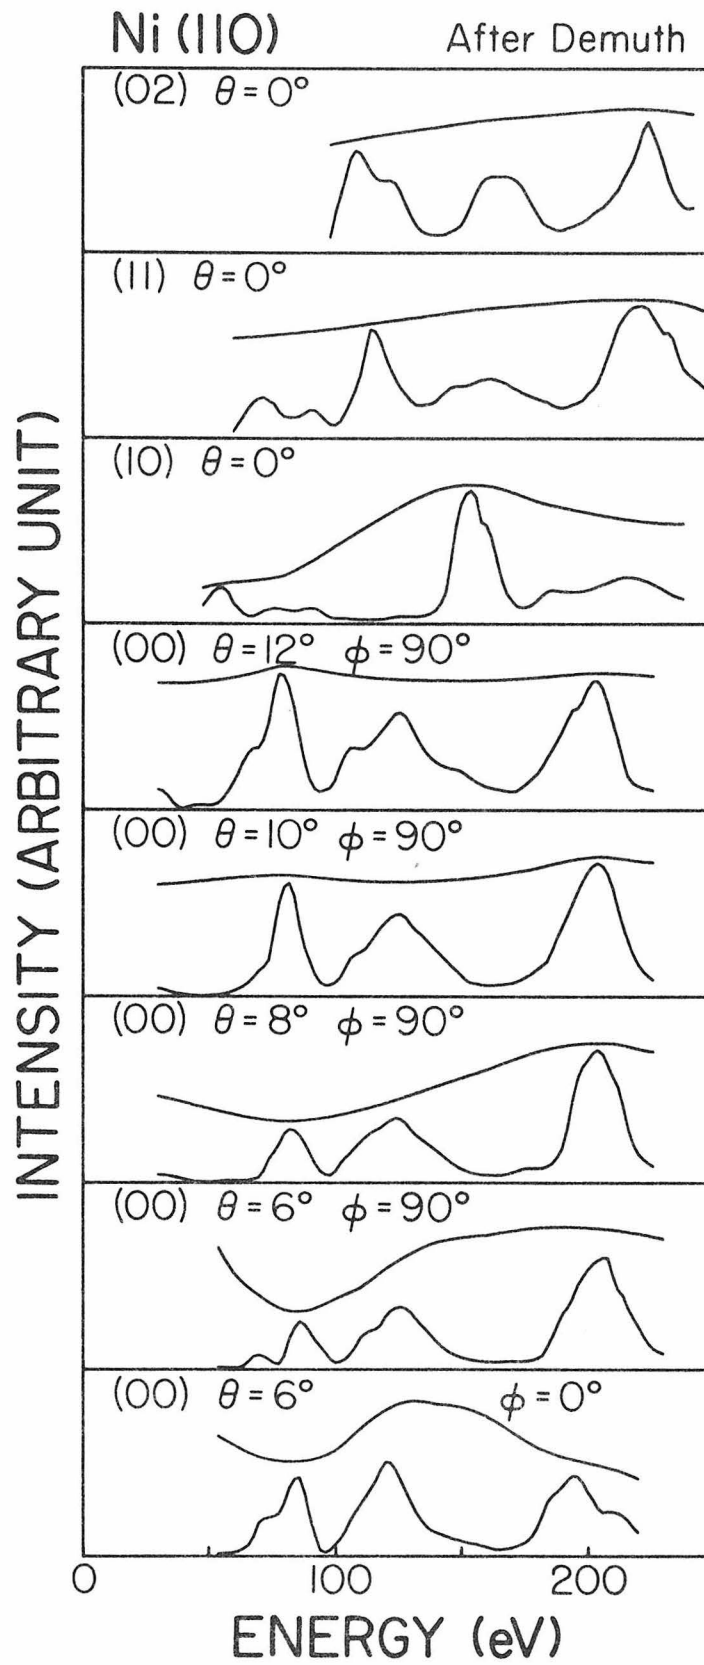 Ni (110) After Demuth
(02) θ = 0°
(11) θ = 0°
(10) θ = 0°
(00) θ = 12° ϕ = 90°
(00) θ = 10° ϕ = 90°
(00) θ = 8° ϕ = 90°
(00) θ = 6° ϕ = 90°
(00) θ = 6° ϕ = 0°
INTENSITY (ARBITRARY UNIT)
0 100 200
ENERGY (eV)